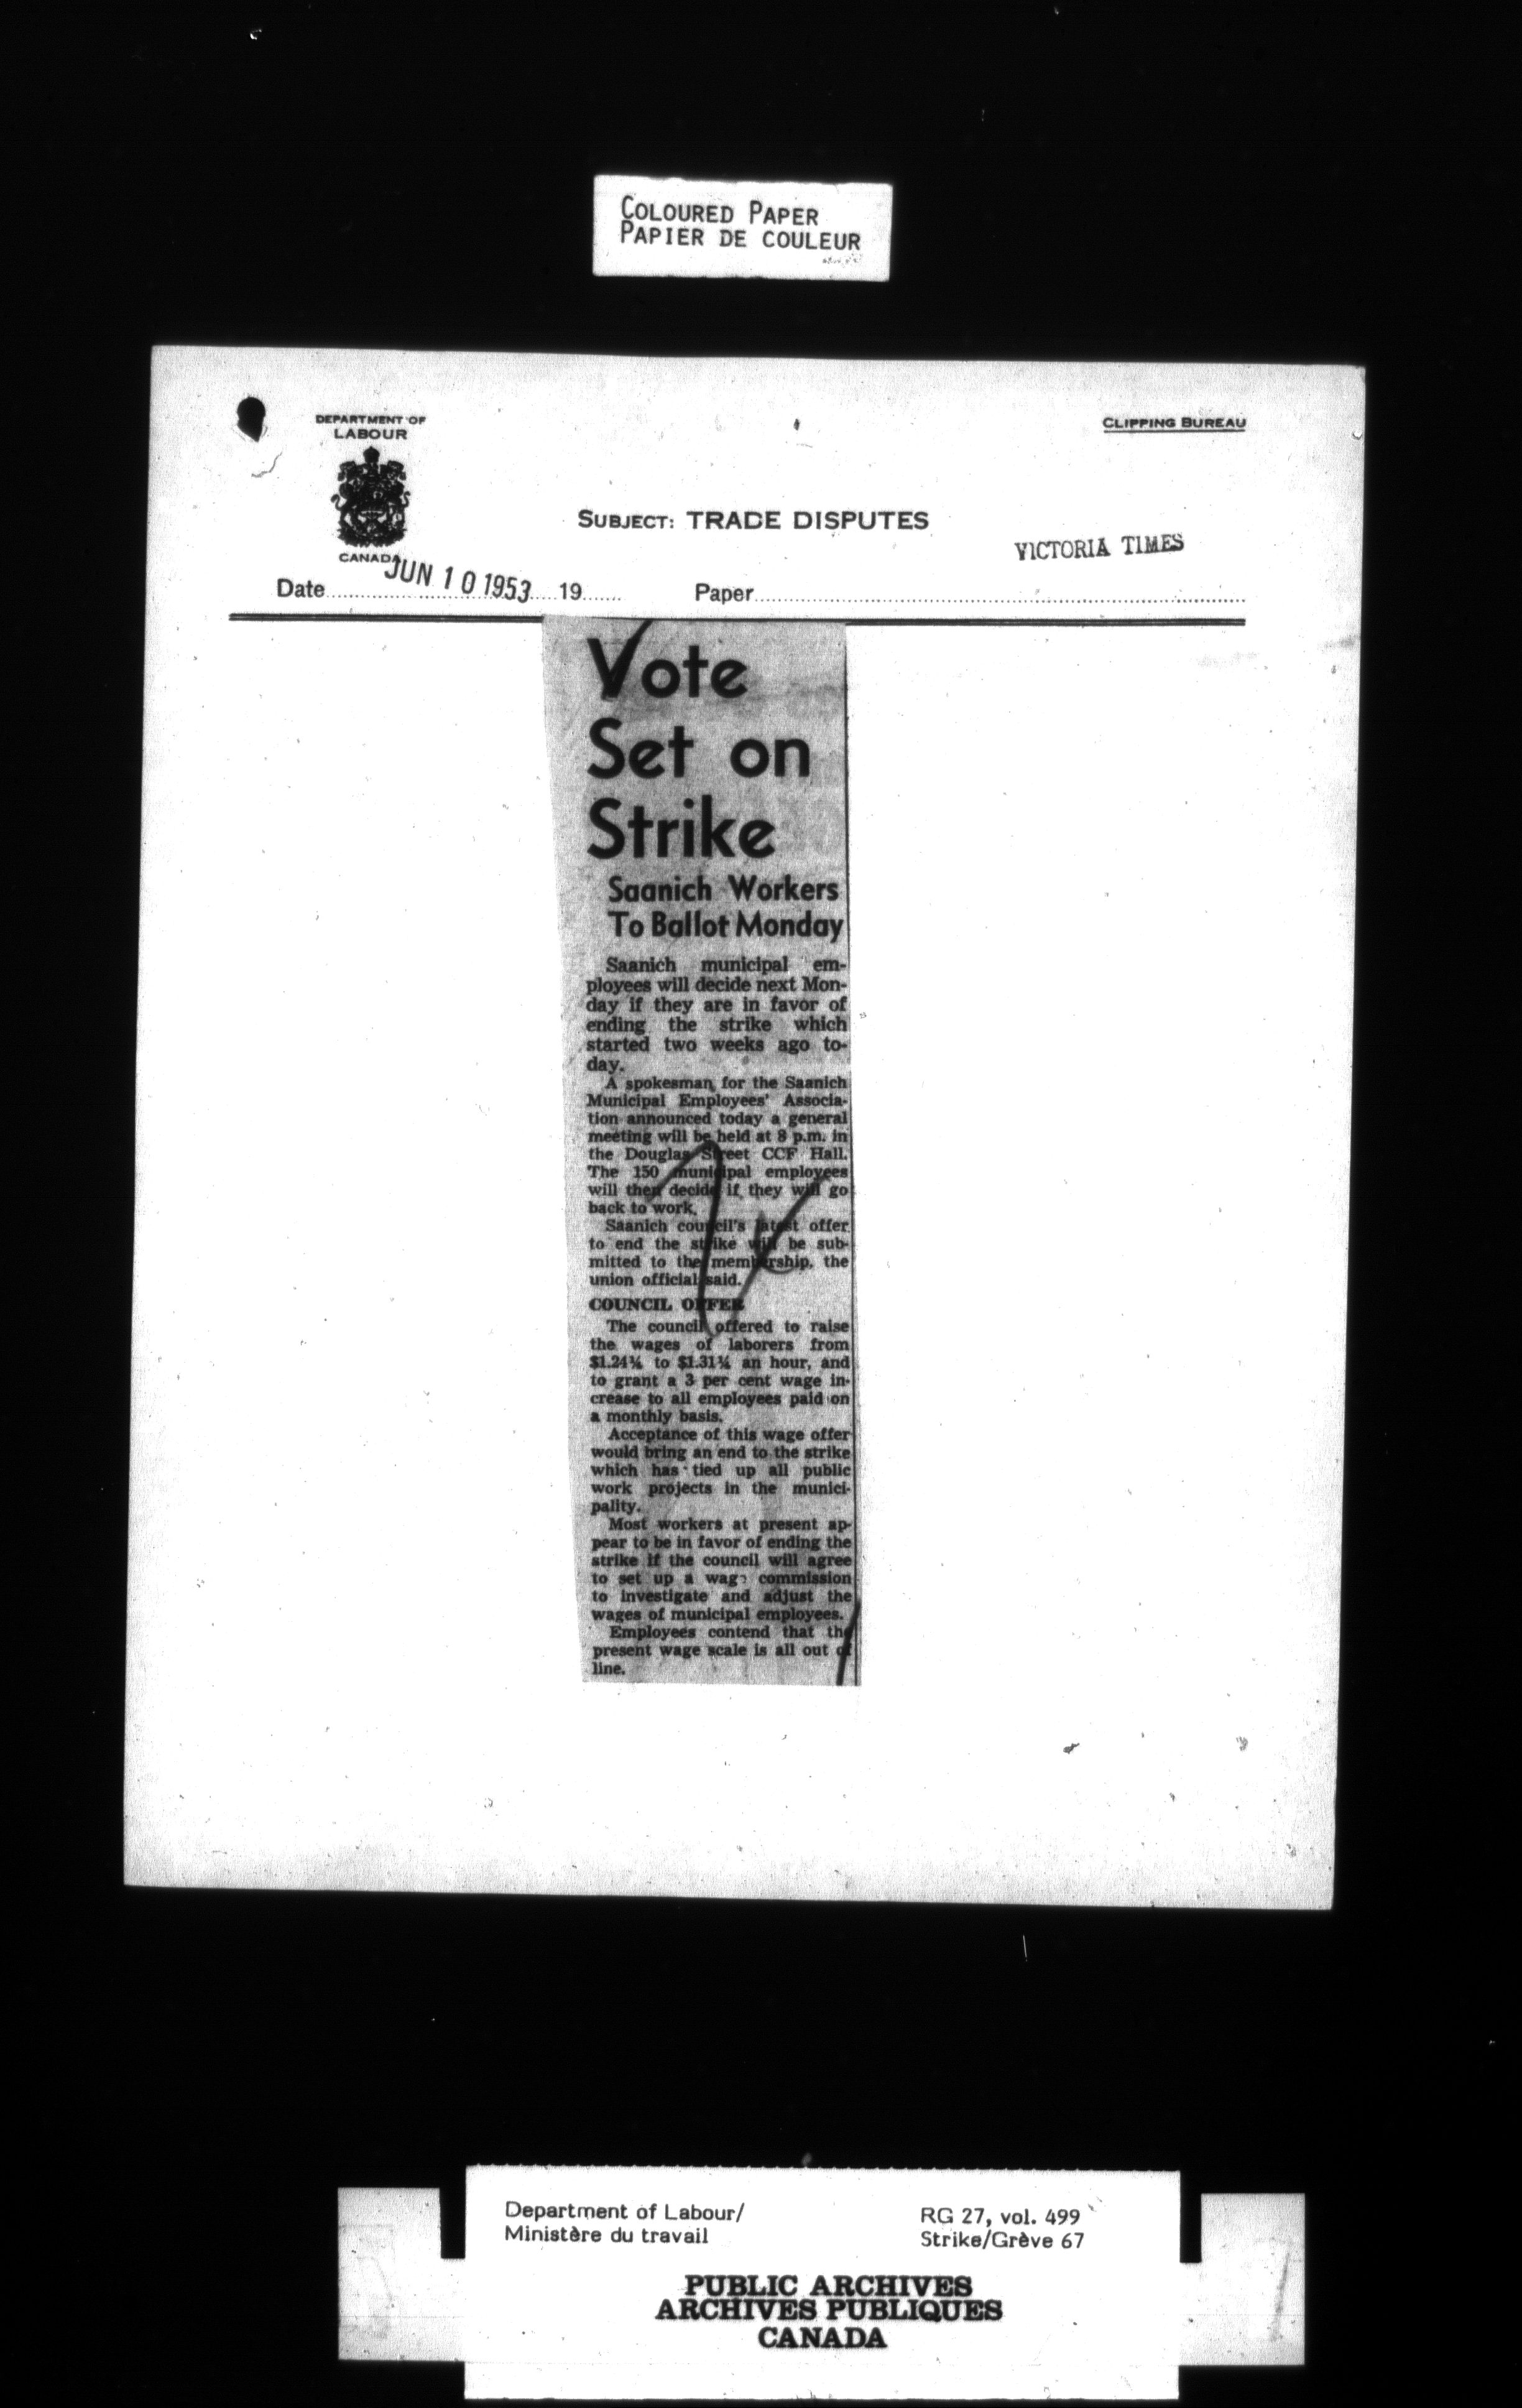 COLOURED PAPER
PAPIER DE COULEUR
DEPARTMENT OF
LABOUR
CANADA
CLIPPING BUREAU
SUBJECT: TRADE DISPUTES
VICTORIA TIMES
Date JUN 10 1953 19
Paper
Vote
Set on
Strike
Saanich Workers
To Ballot Monday
Saanich municipal em-
ployees will decide next Mon-
day if they are in favor of
ending the strike which
started two weeks ago to-
day.
A spokesman for the Saanich
Municipal Employees' Associa-
tion announced today a general
meeting will be held at 8 p.m. in
the Douglas Street CCF Hall.
The 150 municipal employees
will then decide if they will go
back to work.
Saanich council's latest offer
to end the strike will be sub-
mitted to the membership, the
union official said.
COUNCIL OFFER
The council offered to raise
the wages of laborers from
$1.24¼ to $1.31¼ an hour, and
to grant a 3 per cent wage in-
crease to all employees paid on
a monthly basis.
Acceptance of this wage offer
would bring an end to the strike
which has tied up all public
work projects in the munici-
pality.
Most workers at present ap-
pear to be in favor of ending the
strike if the council will agree
to set up a wage commission
to investigate and adjust the
wages of municipal employees.
Employees contend that the
present wage scale is all out of
line.
Department of Labour/
Ministère du travail
RG 27, vol. 499
Strike/Grève 67
PUBLIC ARCHIVES
ARCHIVES PUBLIQUES
CANADA